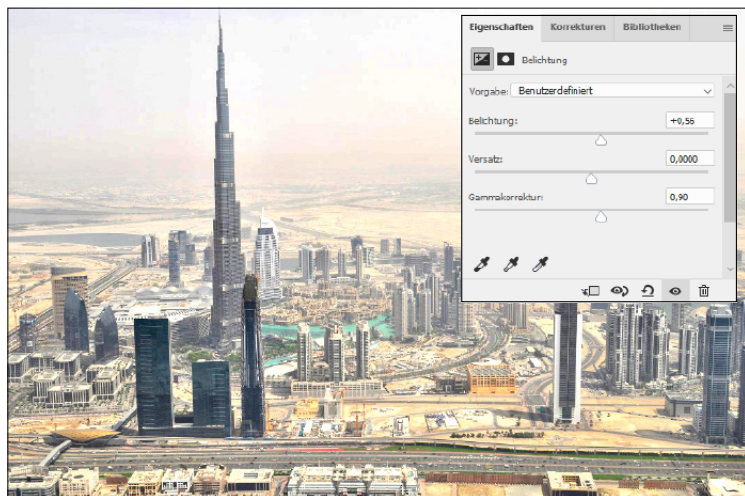 Eigenschaften Korrekturen Bibliotheken
Belichtung
Vorgabe: Benutzerdefiniert
Belichtung: +0,56
Versatz: 0,0000
Gammakorrektur: 0,90